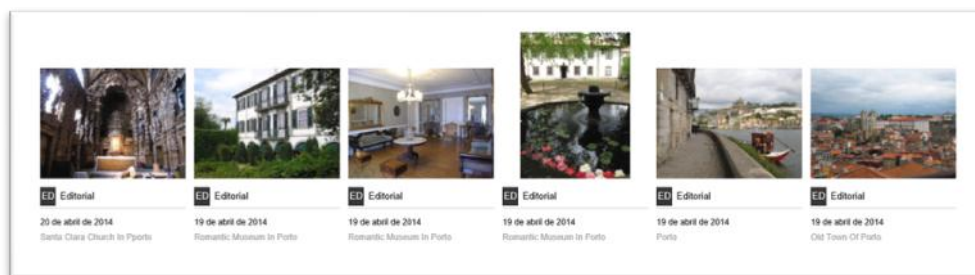 ED Editorial
ED Editorial
ED Editorial
ED Editorial
ED Editorial
ED Editorial
20 de abril de 2014
19 de abril de 2014
19 de abril de 2014
19 de abril de 2014
19 de abril de 2014
19 de abril de 2014
Santa Clara Church In Pporto
Romantic Museum In Porto
Romantic Museum In Porto
Romantic Museum In Porto
Porto
Old Town Of Porto